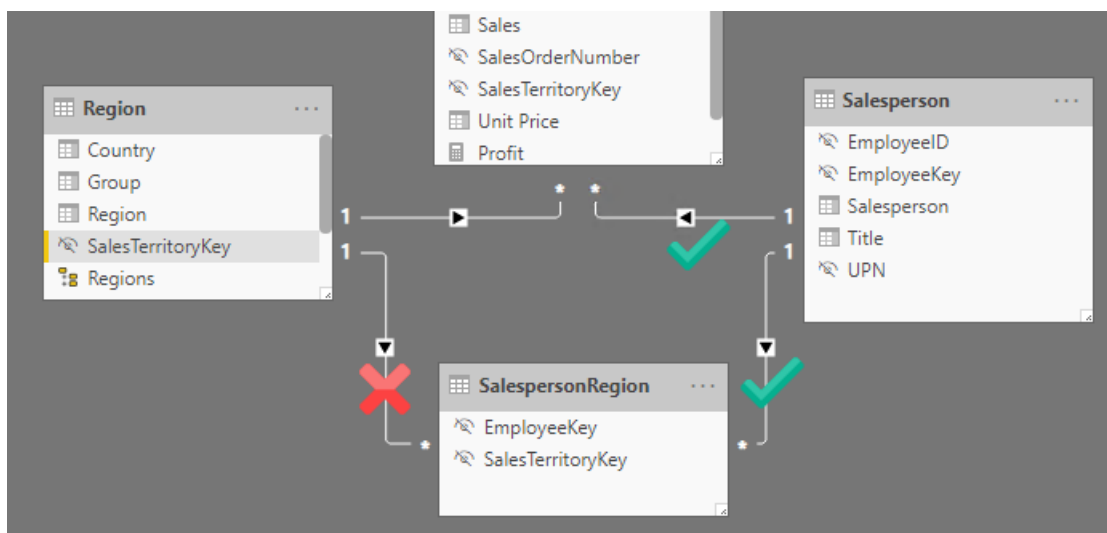 Sales
SalesOrderNumber
SalesTerritoryKey
Unit Price
Profit
Region
Country
Group
Region
SalesTerritoryKey
Regions
Salesperson
EmployeeID
EmployeeKey
Salesperson
Title
UPN
* *
1
1
1
1
SalespersonRegion
EmployeeKey
SalesTerritoryKey
* *